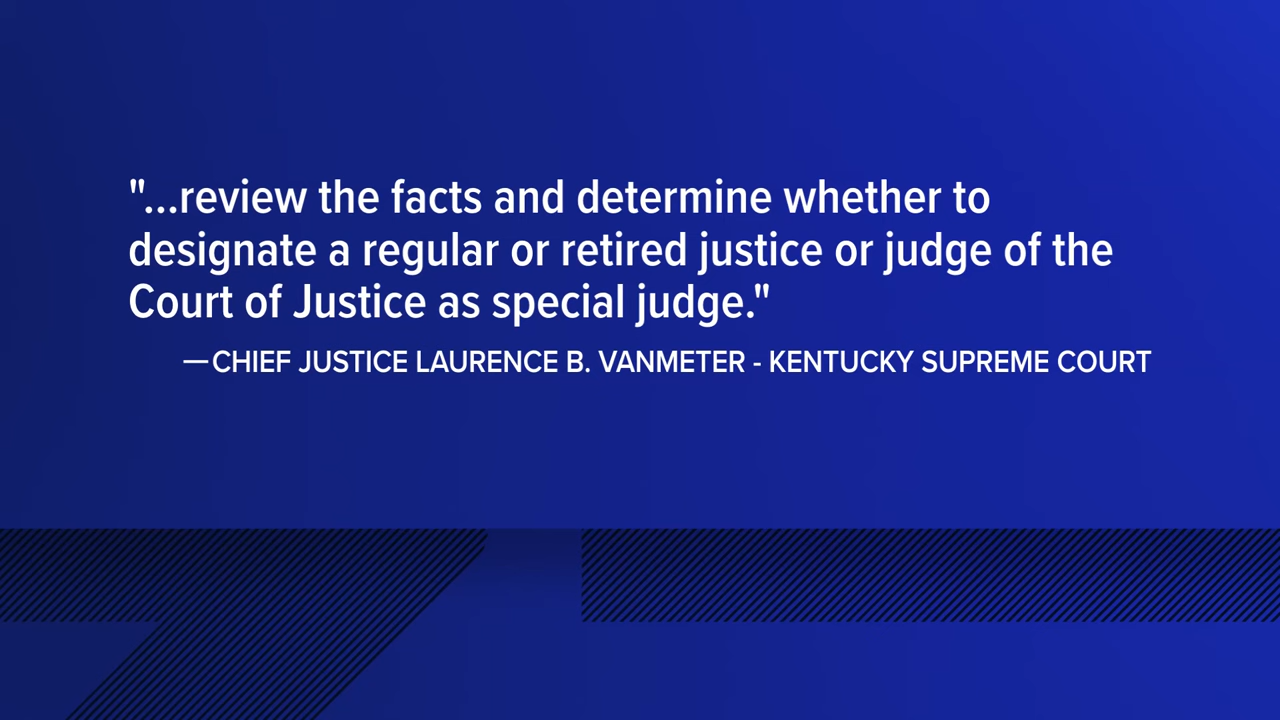 "...review the facts and determine whether to
designate a regular or retired justice or judge of the
Court of Justice as special judge."
—CHIEF JUSTICE LAURENCE B. VANMETER - KENTUCKY SUPREME COURT